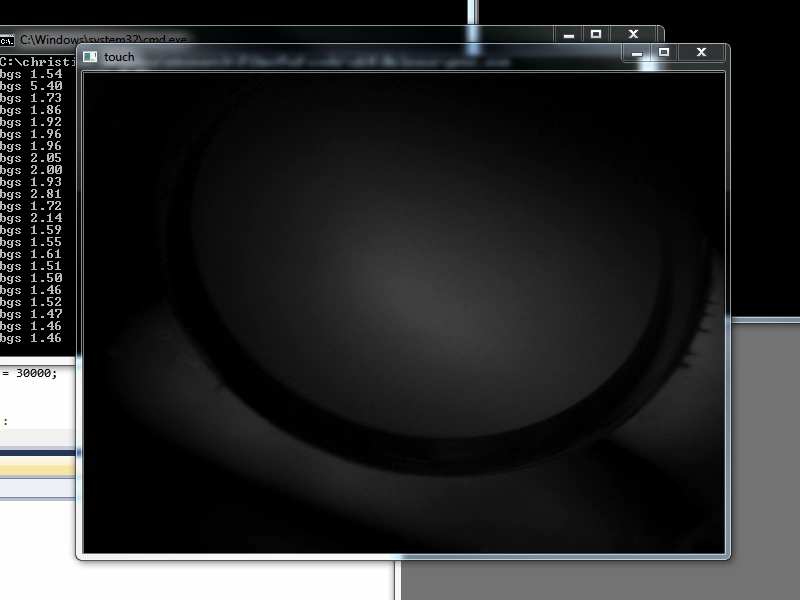 C:\Windows\system32\cmd.exe
touch
C:\christi
bgs 1.54
bgs 5.40
bgs 1.73
bgs 1.86
bgs 1.92
bgs 1.96
bgs 1.96
bgs 2.05
bgs 2.00
bgs 1.93
bgs 2.81
bgs 1.72
bgs 2.14
bgs 1.59
bgs 1.55
bgs 1.61
bgs 1.51
bgs 1.50
bgs 1.46
bgs 1.52
bgs 1.47
bgs 1.46
bgs 1.46
= 30000;
: